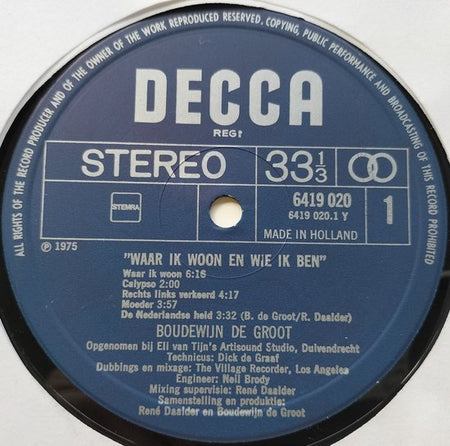 ALL RIGHTS OF THE RECORD PRODUCER AND OF THE OWNER OF THE WORK REPRODUCED RESERVED. COPYING, PUBLIC PERFORMANCE AND BROADCASTING OF THIS RECORD PROHIBITED
DECCA
REGT
STEREO
33 1/3
STEMRA
6419 020
6419 020.1 Y
1
MADE IN HOLLAND
℗ 1975
"WAAR IK WOON EN WIE IK BEN"
Waar ik woon 6:16
Calypso 2:00
Rechts links verkeerd 4:17
Moeder 3:57
De Nederlandse held 3:32 (B. de Groot/R. Daalder)
BOUDEWIJN DE GROOT
Opgenomen bij Eli van Tijn's Artisound Studio, Duivendrecht
Technicus: Dick de Graaf
Dubbings en mixage: The Village Recorder, Los Angeles
Engineer: Neil Brody
Mixing supervisie: René Daalder
Samenstelling en produktie:
René Daalder en Boudewijn de Groot